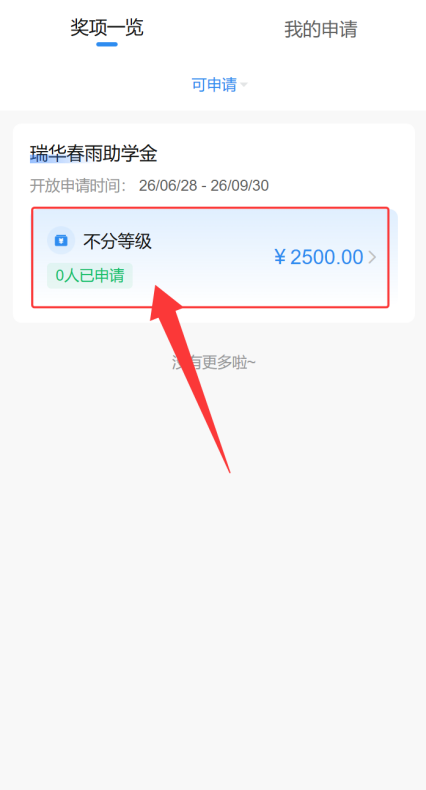 奖项一览 我的申请
可申请
瑞华春雨助学金
开放申请时间： 26/06/28 - 26/09/30
不分等级
¥ 2500.00
0人已申请
没有更多啦~